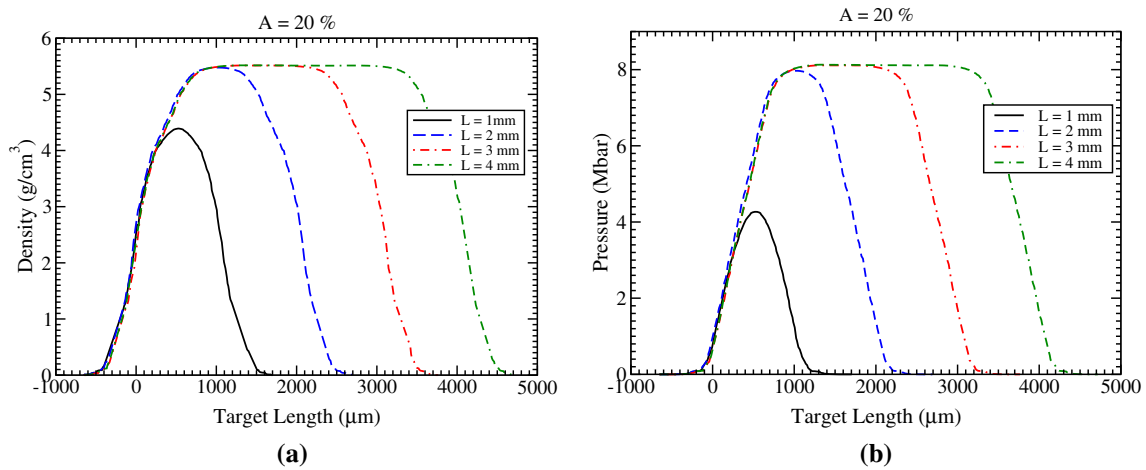 A = 20 %
6
5
4
3
2
1
0
Density (g/cm³)
L = 1mm
L = 2 mm
L = 3 mm
L = 4 mm
-1000 0 1000 2000 3000 4000 5000
Target Length (μm)
(a)
A = 20 %
8
6
4
2
0
Pressure (Mbar)
L = 1 mm
L = 2 mm
L = 3 mm
L = 4 mm
-1000 0 1000 2000 3000 4000 5000
Target Length (μm)
(b)